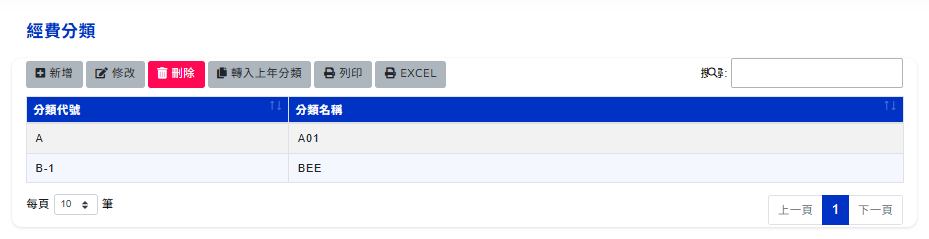 經費分類
新增 修改 刪除 轉入上年分類 列印 EXCEL 搜尋:
分類代號 分類名稱
A A01
B-1 BEE
每頁 10 筆 上一頁 1 下一頁